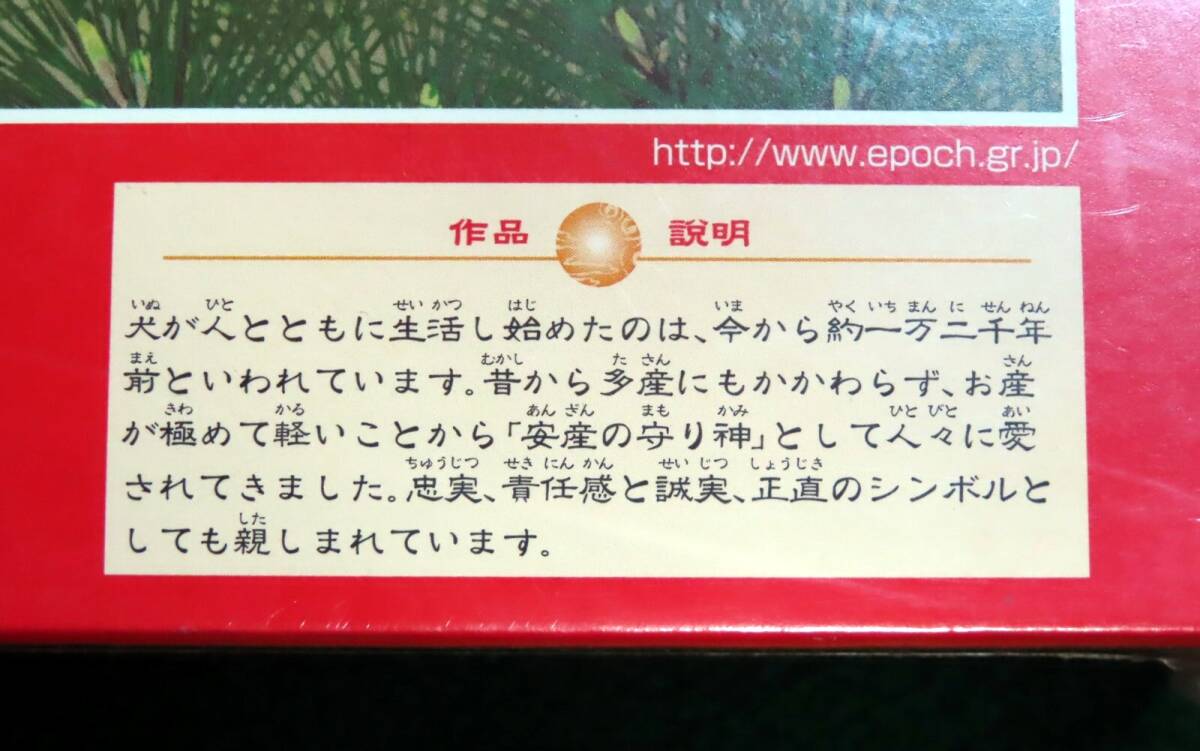 http://www.epoch.gr.jp/
作品 説明
犬が人とともに生活し始めたのは、今から約一万二千年
前といわれています。昔から多産にもかかわらず、お産
が極めて軽いことから「安産の守り神」として人々に愛
されてきました。忠実、責任感と誠実、正直のシンボルと
しても親しまれています。